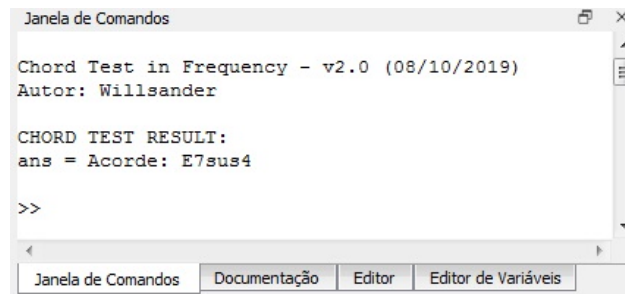 Janela de Comandos
Chord Test in Frequency - v2.0 (08/10/2019)
Autor: Willsander
CHORD TEST RESULT:
ans = Acorde: E7sus4
>>
Janela de Comandos Documentação Editor Editor de Variáveis